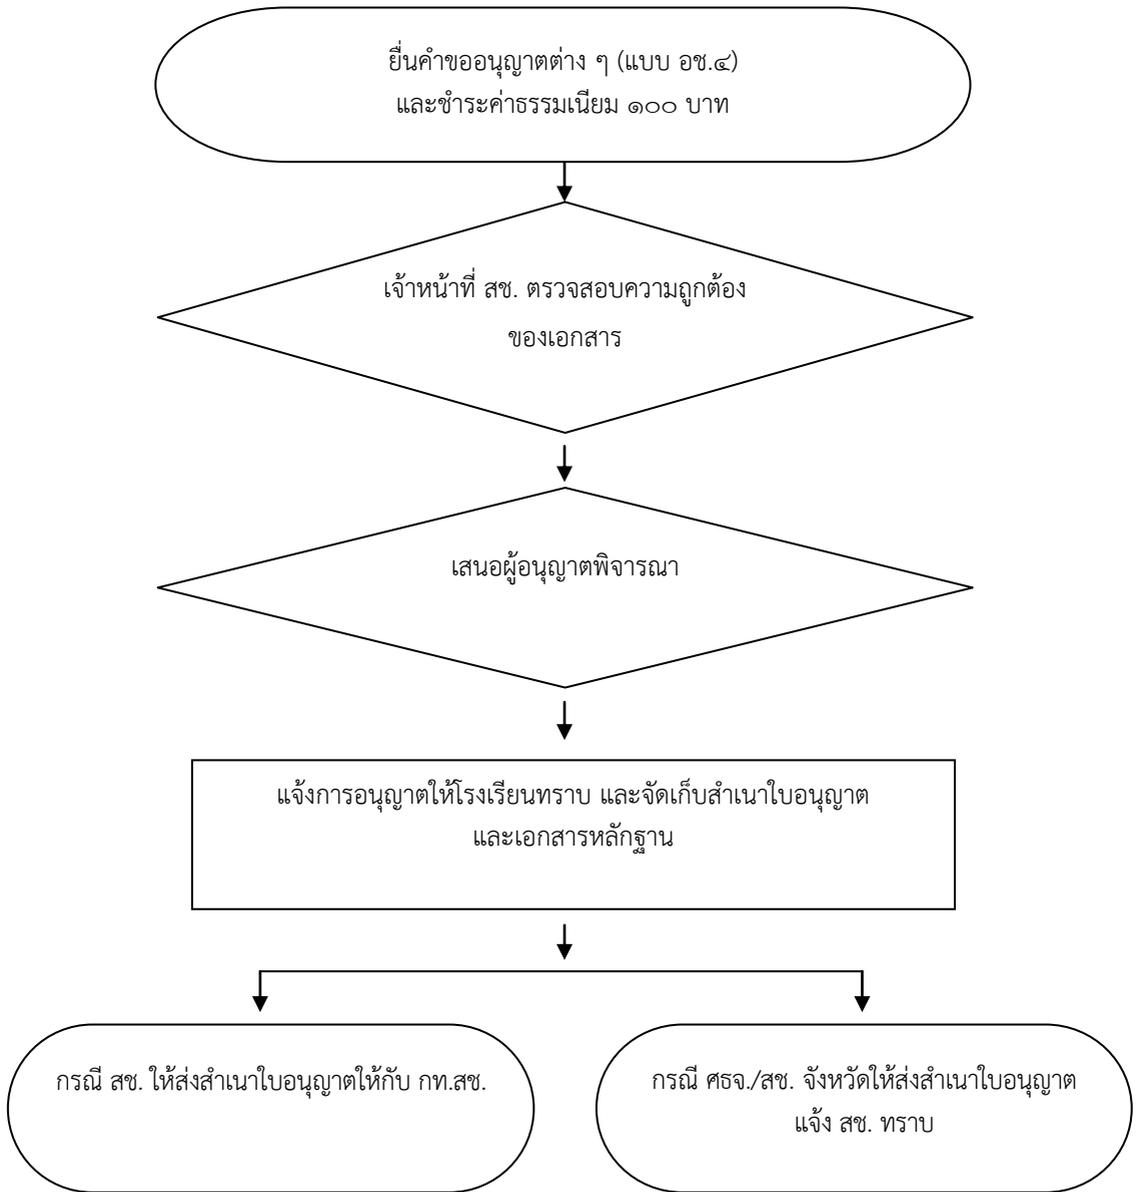 ยื่นคำขออนุญาตต่าง ๆ (แบบ อช.๔)
และชำระค่าธรรมเนียม ๑๐๐ บาท
เจ้าหน้าที่ สช. ตรวจสอบความถูกต้อง
ของเอกสาร
เสนอผู้อนุญาตพิจารณา
แจ้งการอนุญาตให้โรงเรียนทราบ และจัดเก็บสำเนาใบอนุญาต
และเอกสารหลักฐาน
กรณี สช. ให้ส่งสำเนาใบอนุญาตให้กับ กท.สช.
กรณี ศธจ./สช. จังหวัดให้ส่งสำเนาใบอนุญาต
แจ้ง สช. ทราบ